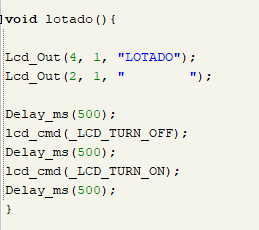 void lotado(){
Lcd_Out(4, 1, "LOTADO");
Lcd_Out(2, 1, "         ");
Delay_ms(500);
lcd_cmd(_LCD_TURN_OFF);
Delay_ms(500);
lcd_cmd(_LCD_TURN_ON);
Delay_ms(500);
}